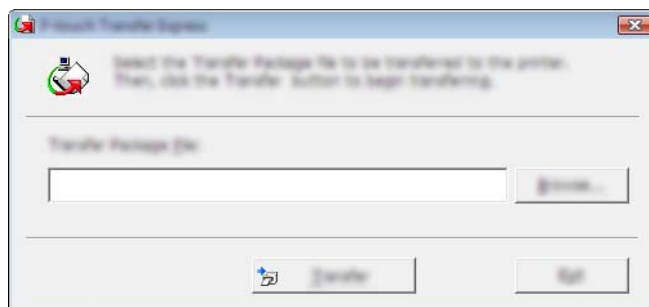 P-touch Transfer Express
Select the Transfer Package file to be transferred to the printer.
Then, click the Transfer button to begin transferring.
Transfer Package File:
Browse...
Transfer
Exit